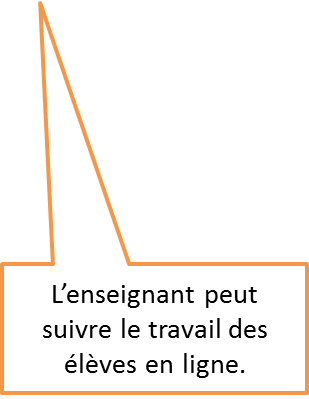 L’enseignant peut
suivre le travail des
élèves en ligne.